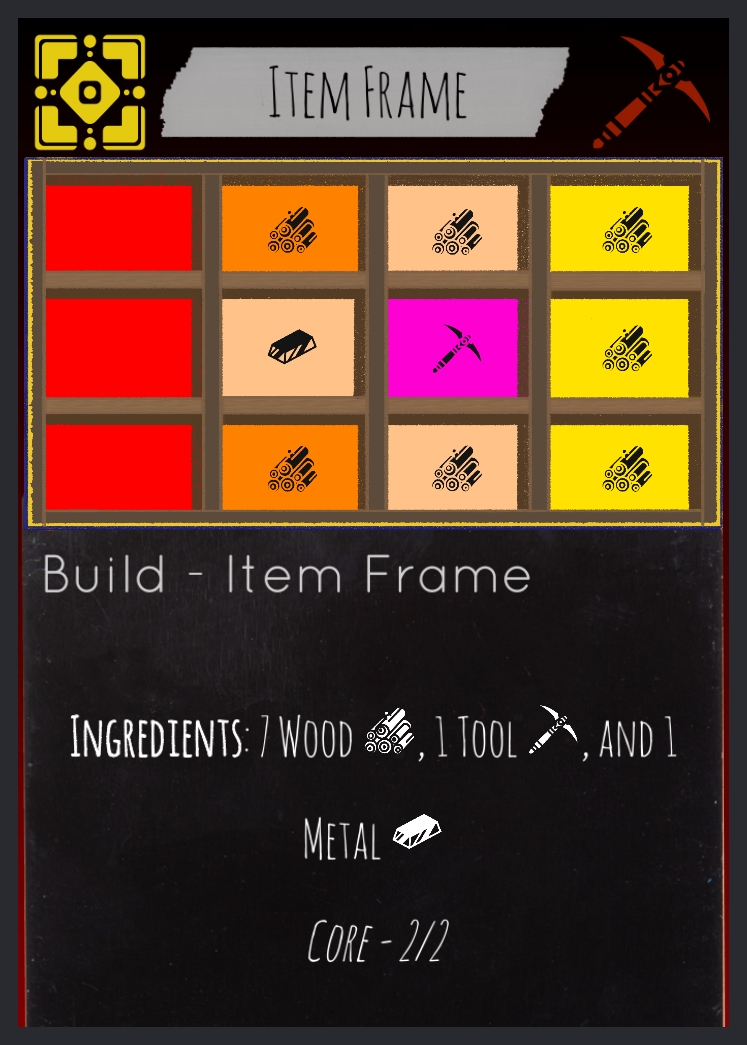 Item Frame
Build - Item Frame
Ingredients: 7 Wood , 1 Tool , and 1
Metal
Core - 2/2